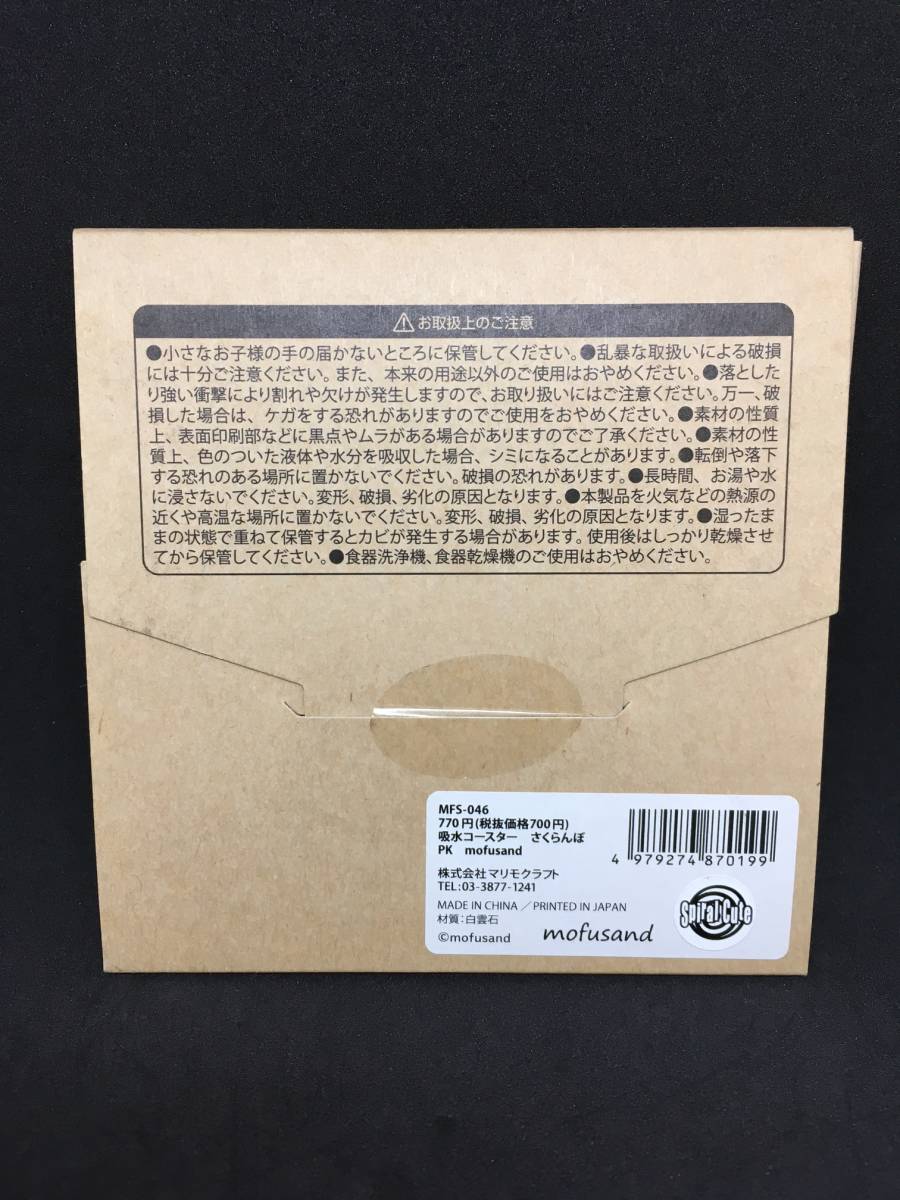 ⚠お取扱上のご注意
●小さなお子様の手の届かないところに保管してください。●乱暴な取扱いによる破損
には十分ご注意ください。また、本来の用途以外のご使用はおやめください。●落とした
り強い衝撃により割れや欠けが発生しますので、お取り扱いにはご注意ください。万一、破
損した場合は、ケガをする恐れがありますのでご使用をおやめください。●素材の性質
上、表面印刷部などに黒点やムラがある場合がありますのでご了承ください。●素材の性
質上、色のついた液体や水分を吸収した場合、シミになることがあります。●転倒や落下
する恐れのある場所に置かないでください。破損の恐れがあります。●長時間、お湯や水
に浸さないでください。変形、破損、劣化の原因となります。●本製品を火気などの熱源の
近くや高温な場所に置かないでください。変形、破損、劣化の原因となります。●湿ったま
まの状態で重ねて保管するとカビが発生する場合があります。使用後はしっかり乾燥させ
てから保管してください。●食器洗浄機、食器乾燥機のご使用はおやめください。
MFS-046
770円(税抜価格700円)
吸水コースター さくらんぼ
PK mofusand
株式会社マリモクラフト
TEL:03-3877-1241
MADE IN CHINA／PRINTED IN JAPAN
材質：白雲石
©mofusand
mofusand
4 979274 870199
Spiral Cute